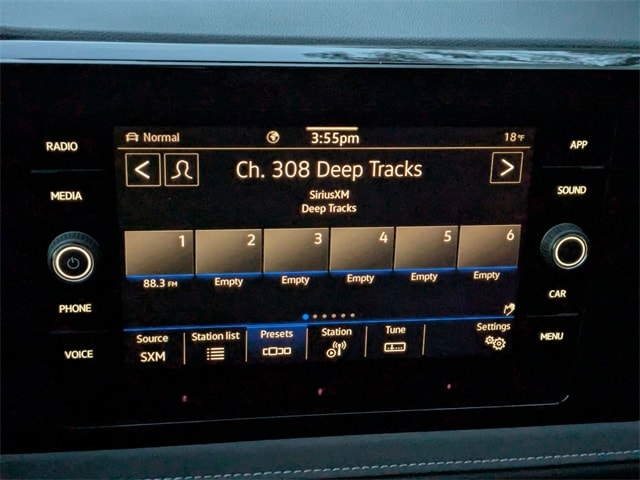 Normal 3:55pm 18°F
RADIO
MEDIA
PHONE
VOICE
Ch. 308 Deep Tracks
SiriusXM
Deep Tracks
1 2 3 4 5 6
88.3 FM Empty Empty Empty Empty Empty
Source Station list Presets Station Tune Settings
SXM
APP
SOUND
CAR
MENU